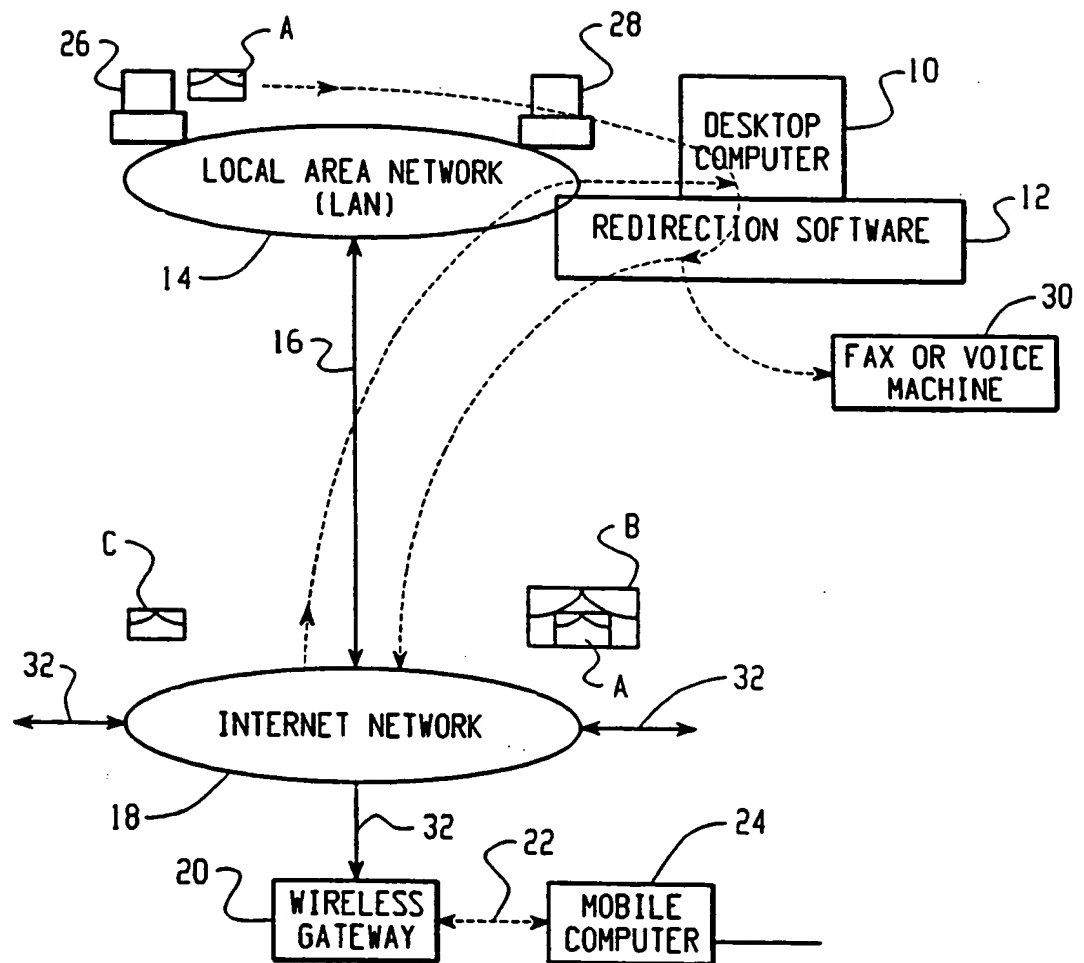 26
A
28
10
DESKTOP
COMPUTER
LOCAL AREA NETWORK
(LAN)
REDIRECTION SOFTWARE
12
14
16
30
FAX OR VOICE
MACHINE
C
B
A
32
INTERNET NETWORK
32
18
32
20
WIRELESS
GATEWAY
22
24
MOBILE
COMPUTER